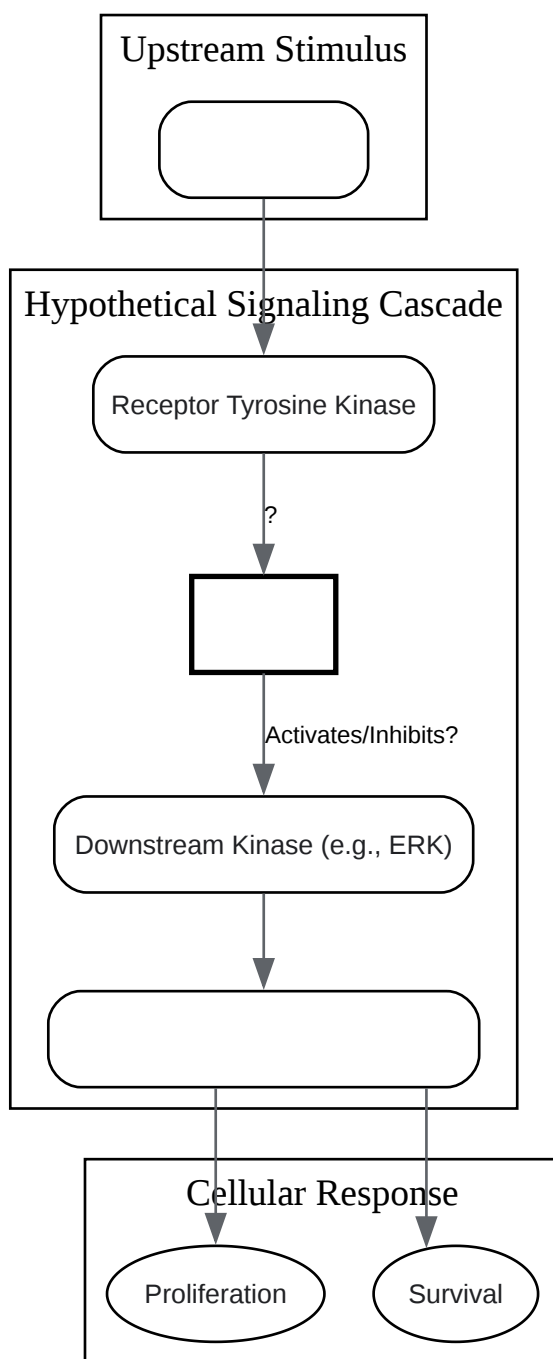 Upstream Stimulus
Hypothetical Signaling Cascade
Receptor Tyrosine Kinase
?
Activates/Inhibits?
Downstream Kinase (e.g., ERK)
Cellular Response
Proliferation
Survival